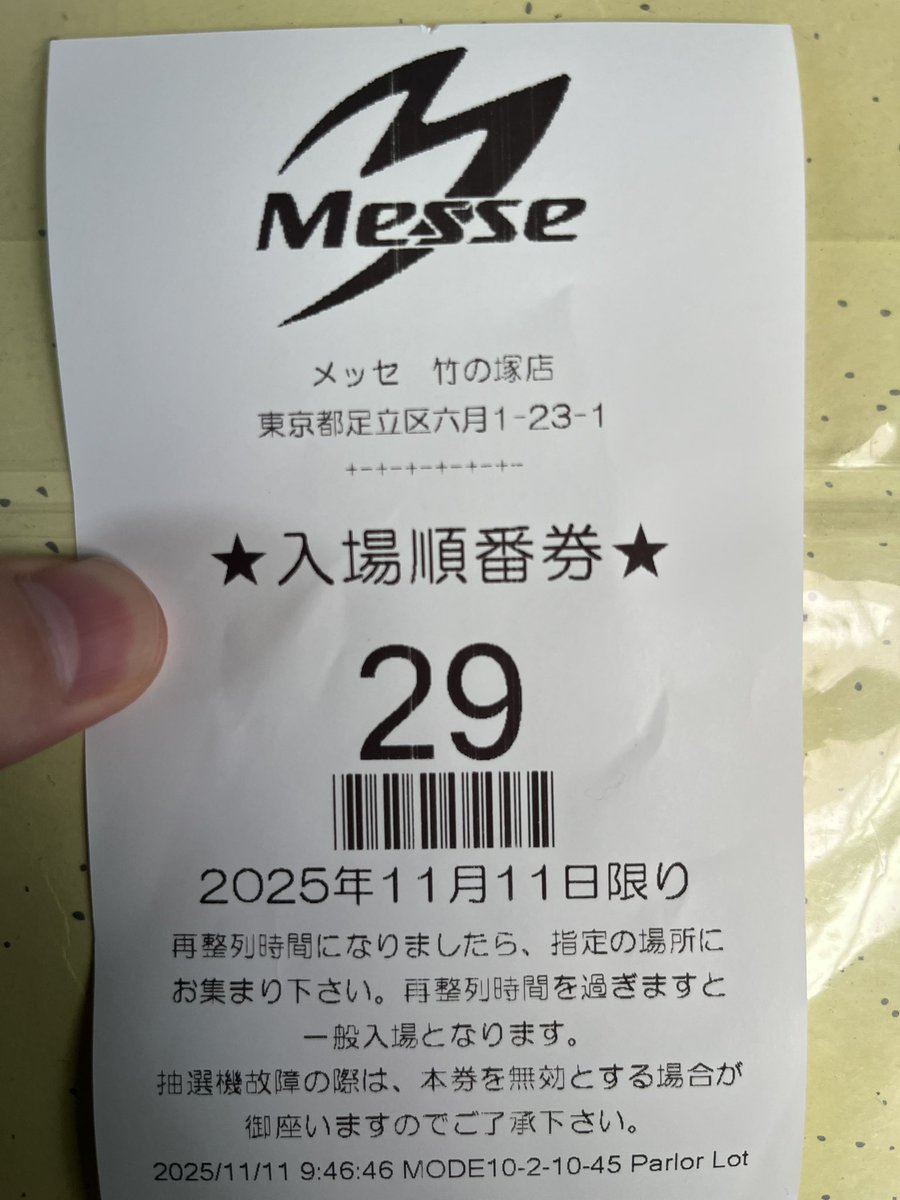 Messe
メッセ 竹の塚店
東京都足立区六月1-23-1
+-+-+-+-+-+--
★入場順番券★
29
2025年11月11日限り
再整列時間になりましたら、指定の場所に
お集まり下さい。再整列時間を過ぎますと
一般入場となります。
抽選機故障の際は、本券を無効とする場合が
御座いますのでご了承下さい。
2025/11/11 9:46:46 MODE10-2-10-45 Parlor Lot